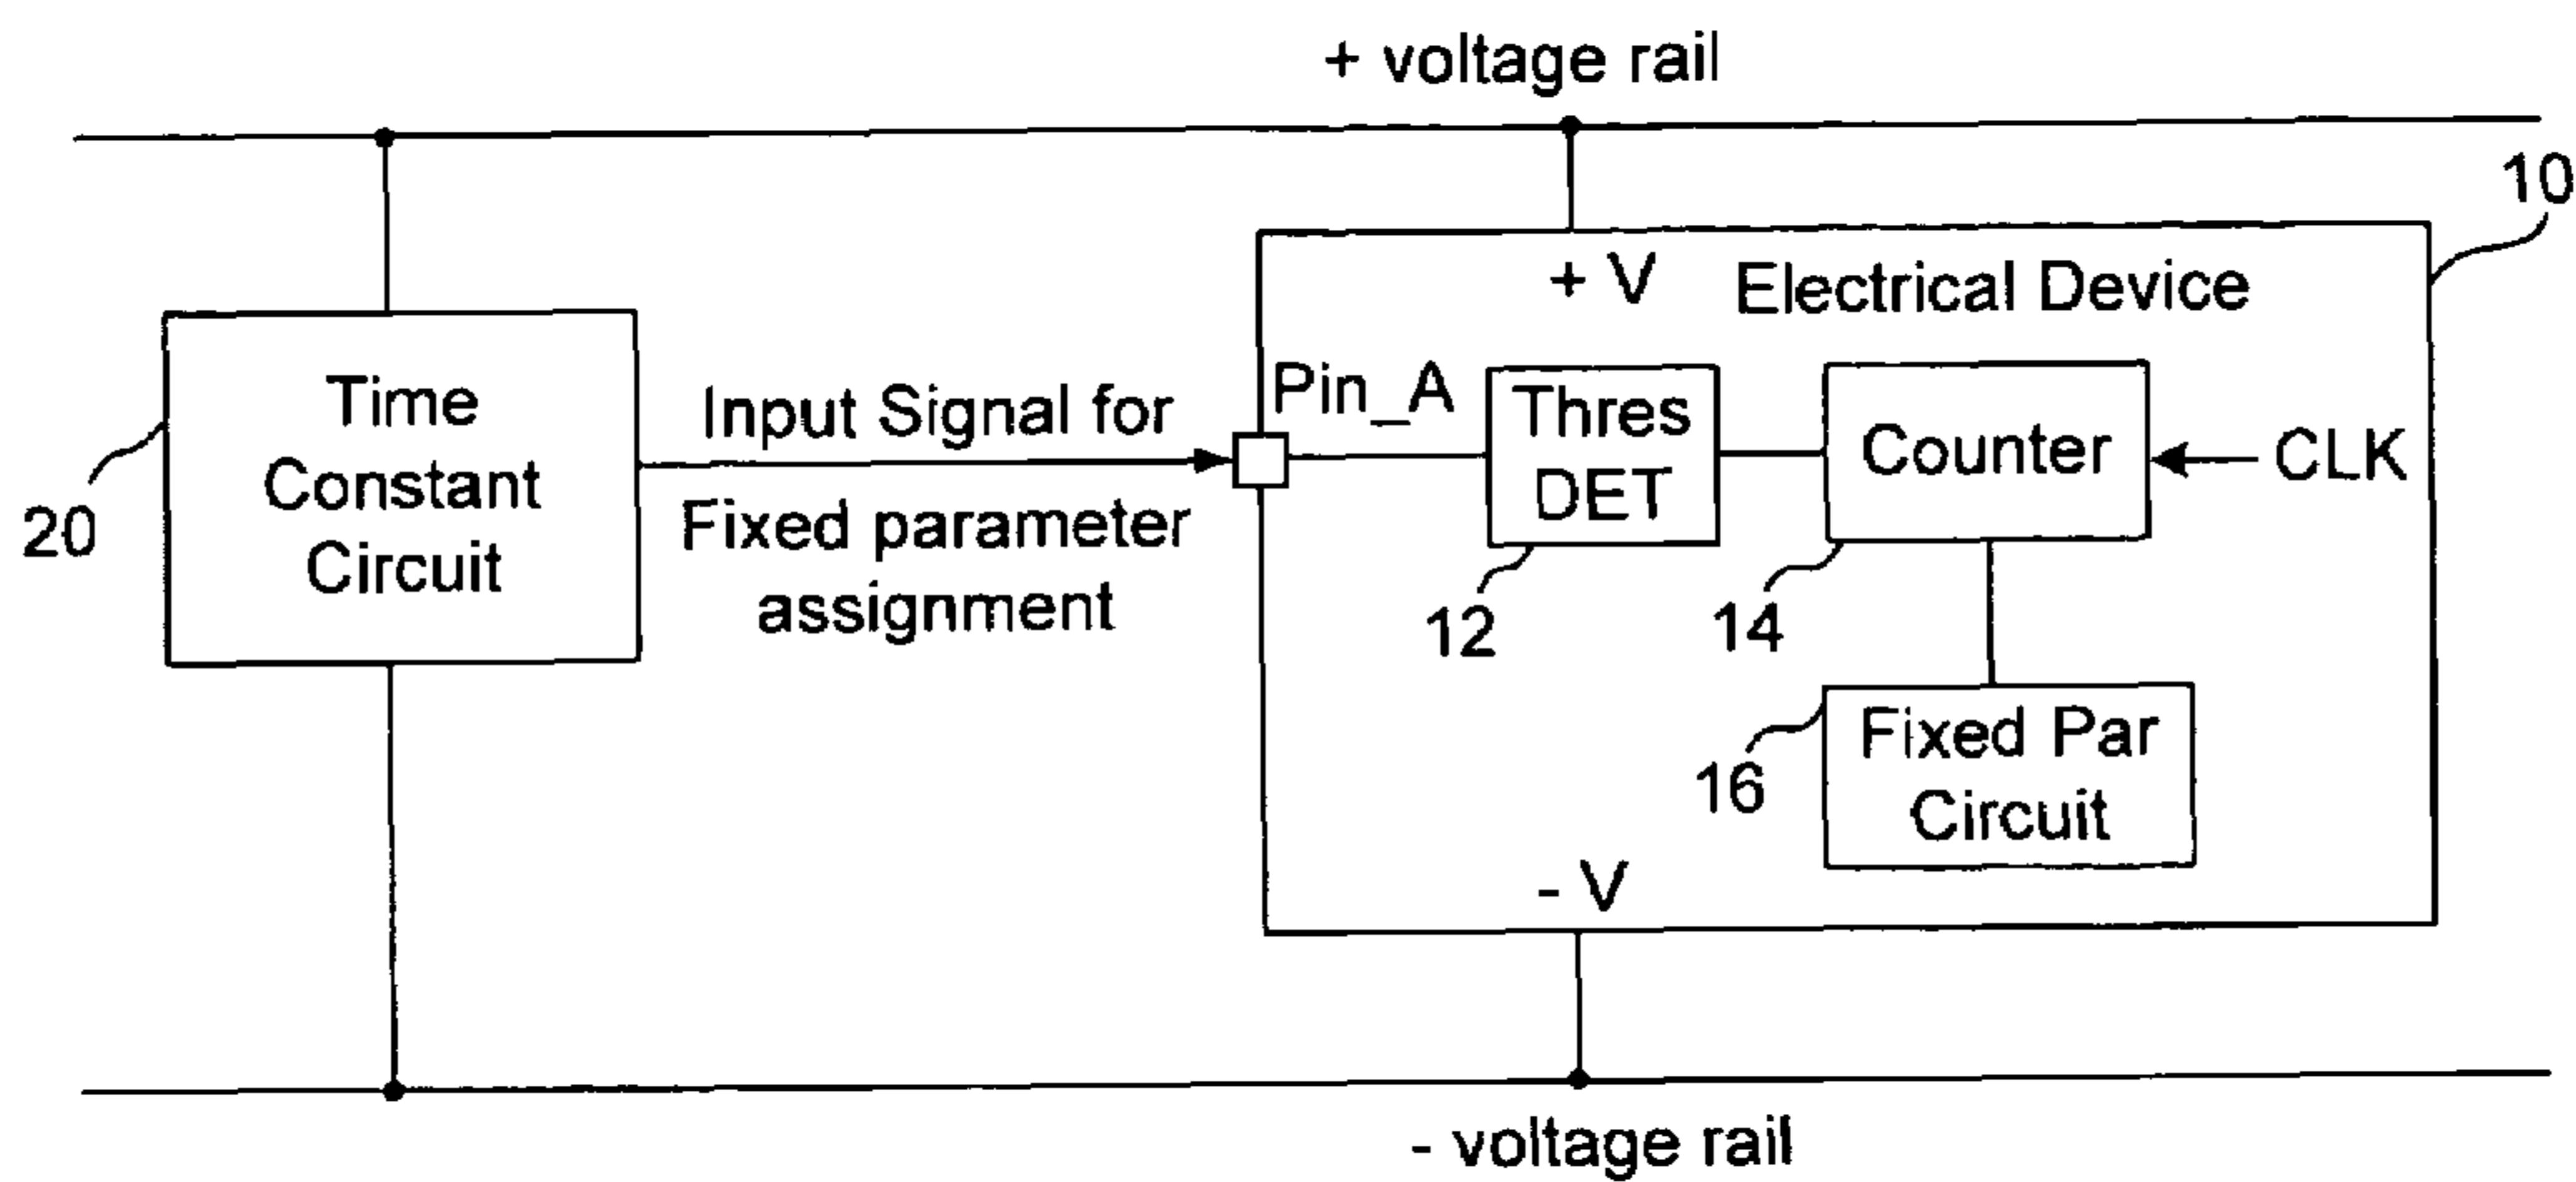 + voltage rail
10
+ V
Electrical Device
Time
Constant
Circuit
20
Input Signal for
Fixed parameter
assignment
Pin_A
Thres
DET
12
Counter
14
CLK
Fixed Par
Circuit
16
- V
- voltage rail